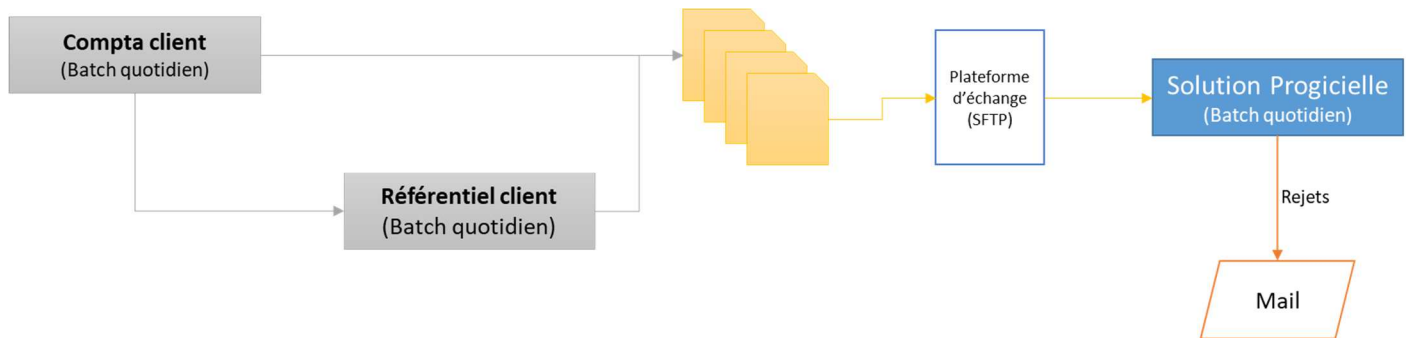 Compta client
(Batch quotidien)
Référentiel client
(Batch quotidien)
Plateforme
d'échange
(SFTP)
Solution Progicielle
(Batch quotidien)
Rejets
Mail